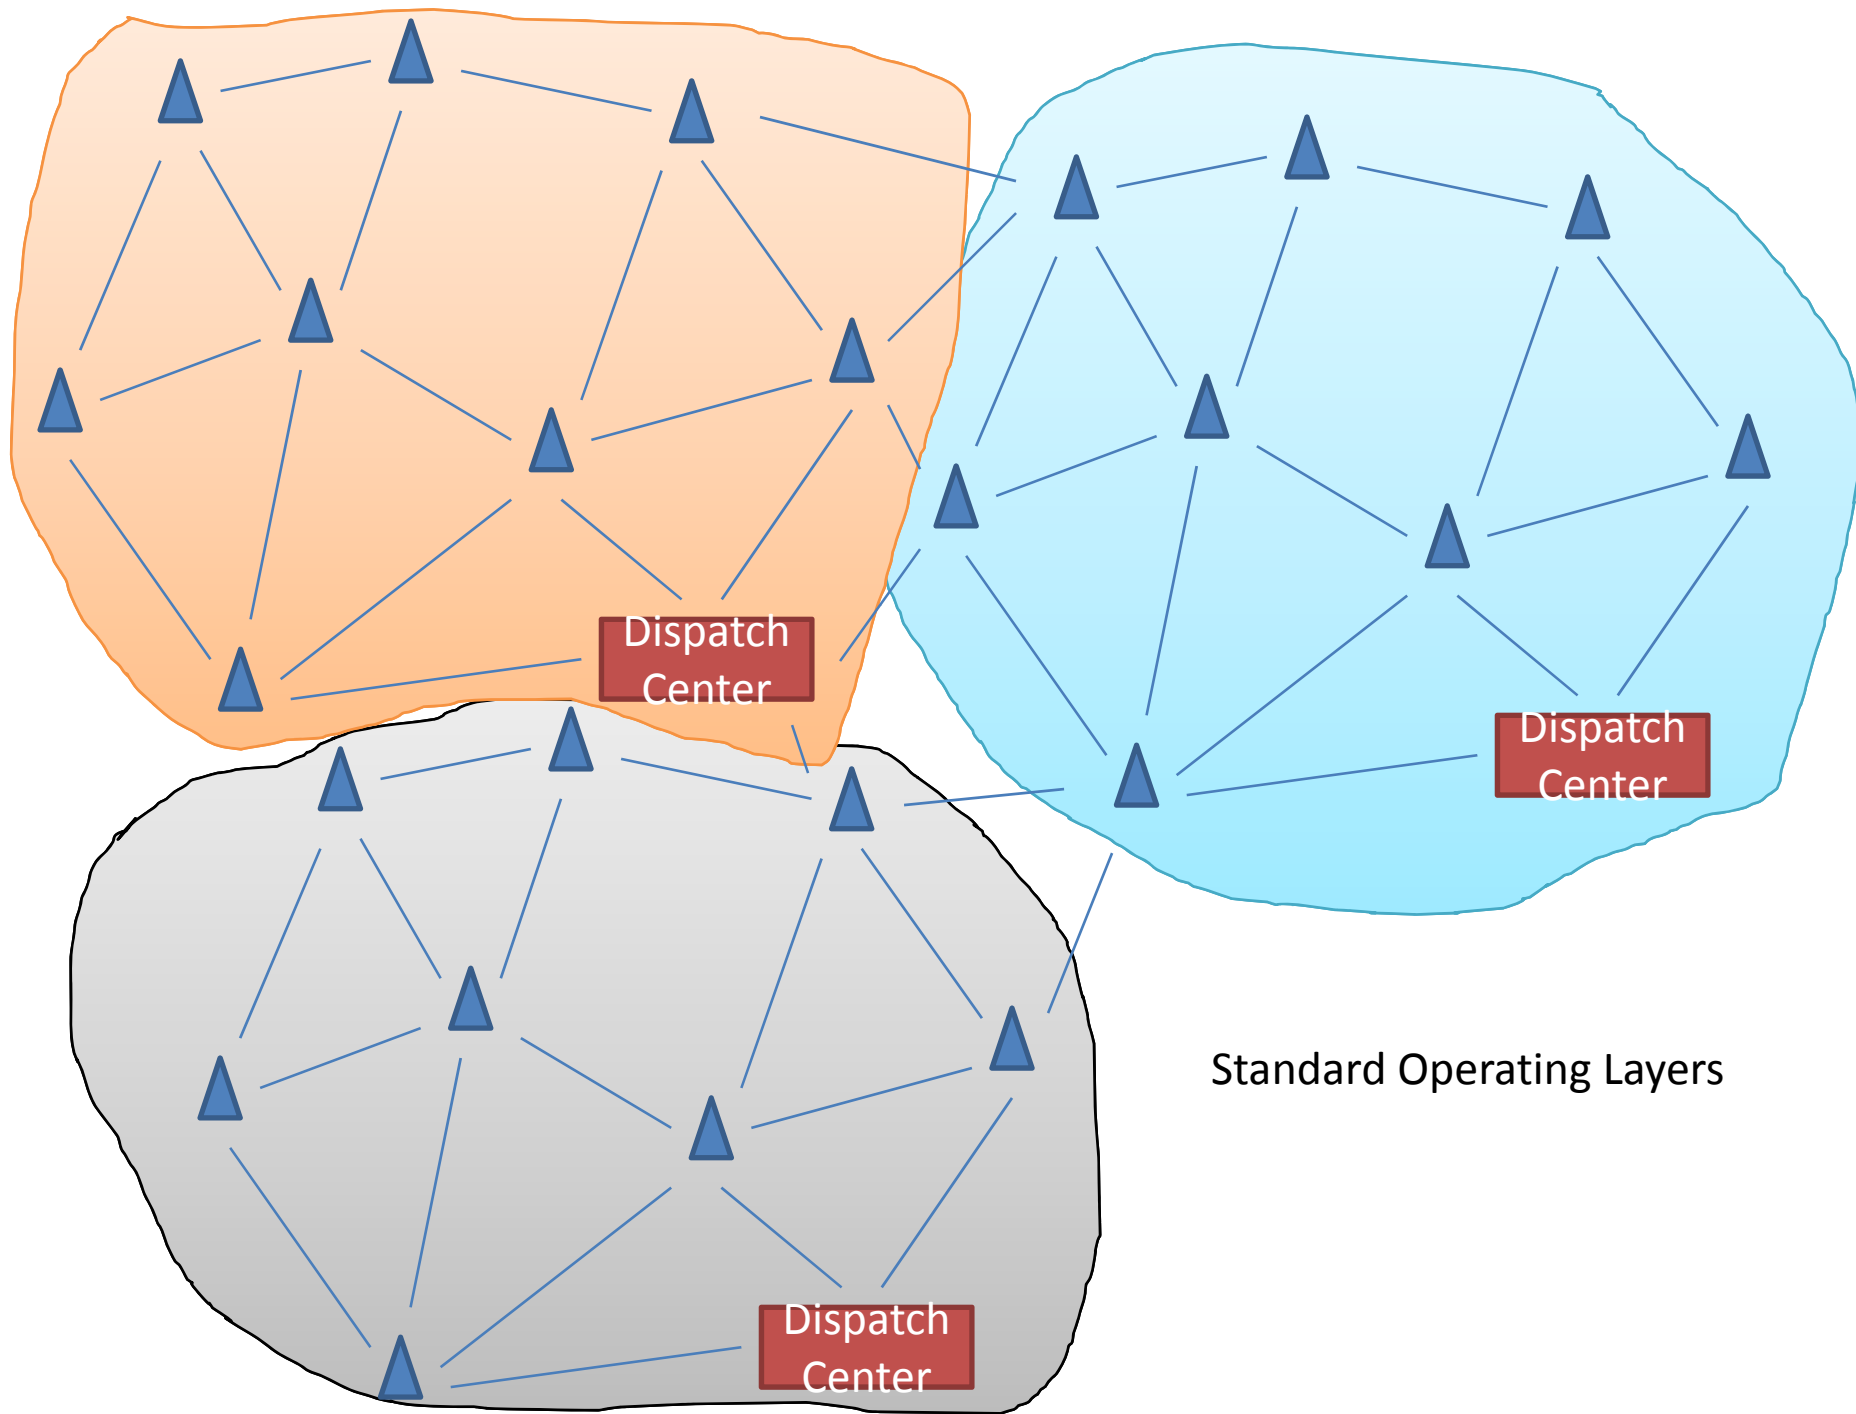 Dispatch
Center
Dispatch
Center
Standard Operating Layers
Dispatch
Center